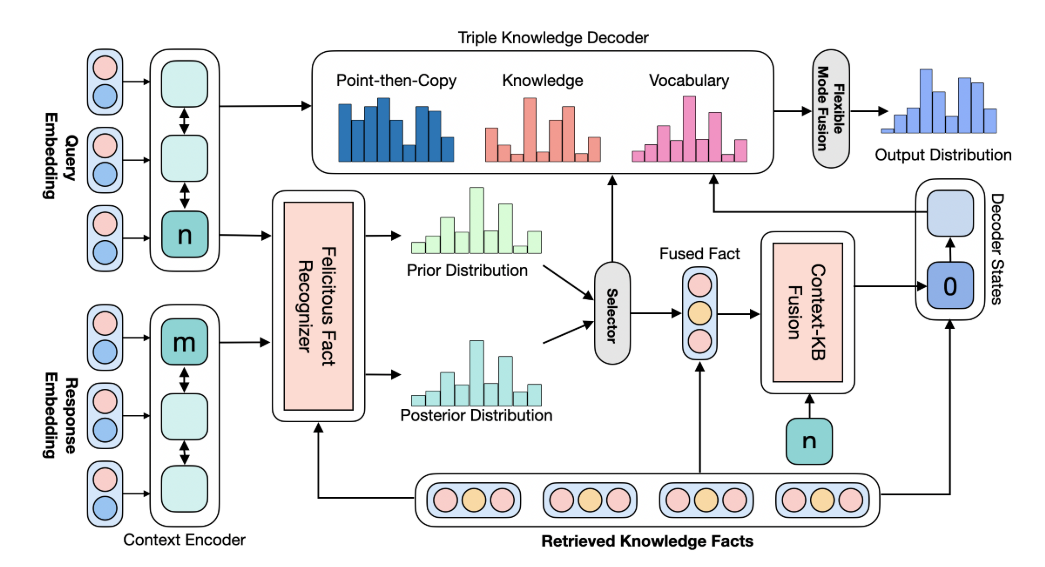 Triple Knowledge Decoder
Point-then-Copy
Knowledge
Vocabulary
Flexible
Mode Fusion
Output Distribution
Query
Embedding
n
Felicitous Fact
Recognizer
Prior Distribution
Posterior Distribution
Selector
Fused Fact
Context-KB
Fusion
n
0
Decoder States
Response
Embedding
m
Context Encoder
Retrieved Knowledge Facts